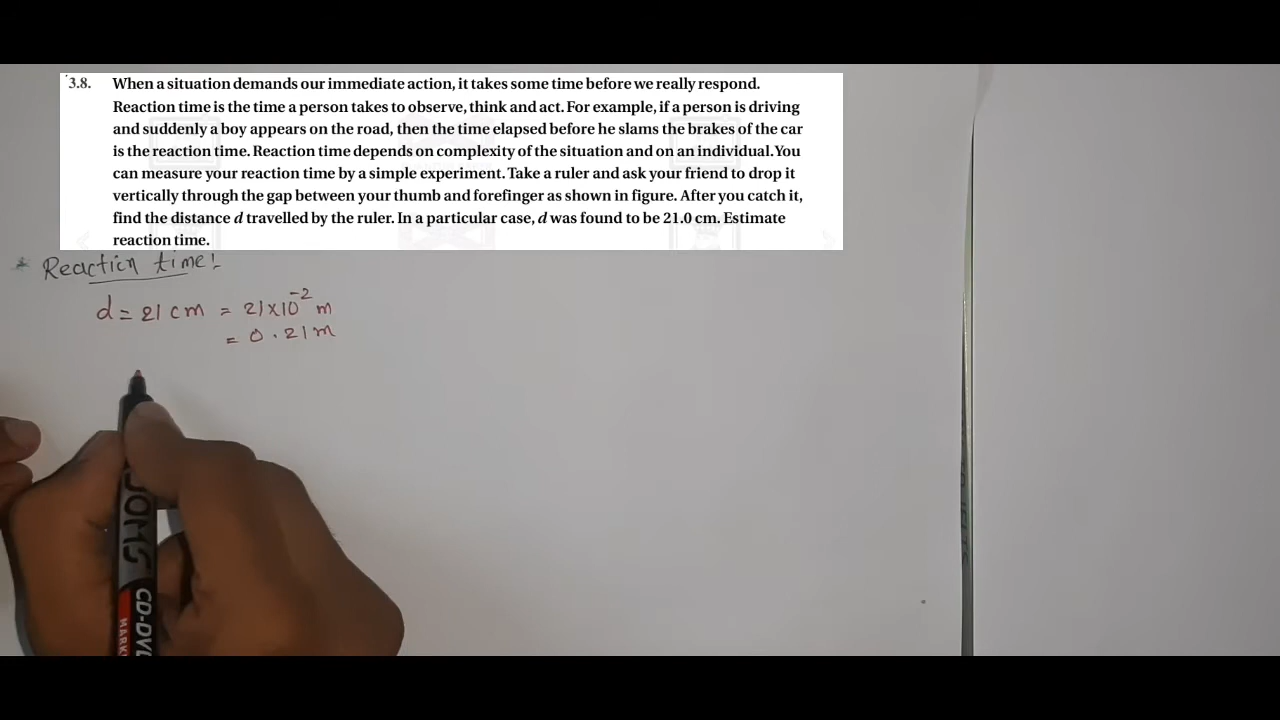 3.8. When a situation demands our immediate action, it takes some time before we really respond.
Reaction time is the time a person takes to observe, think and act. For example, if a person is driving
and suddenly a boy appears on the road, then the time elapsed before he slams the brakes of the car
is the reaction time. Reaction time depends on complexity of the situation and on an individual. You
can measure your reaction time by a simple experiment. Take a ruler and ask your friend to drop it
vertically through the gap between your thumb and forefinger as shown in figure. After you catch it,
find the distance d travelled by the ruler. In a particular case, d was found to be 21.0 cm. Estimate
reaction time.
* Reaction time!
d = 21 cm = 21×10⁻² m
= 0.21 m
JOMS CD-DVD
MARK